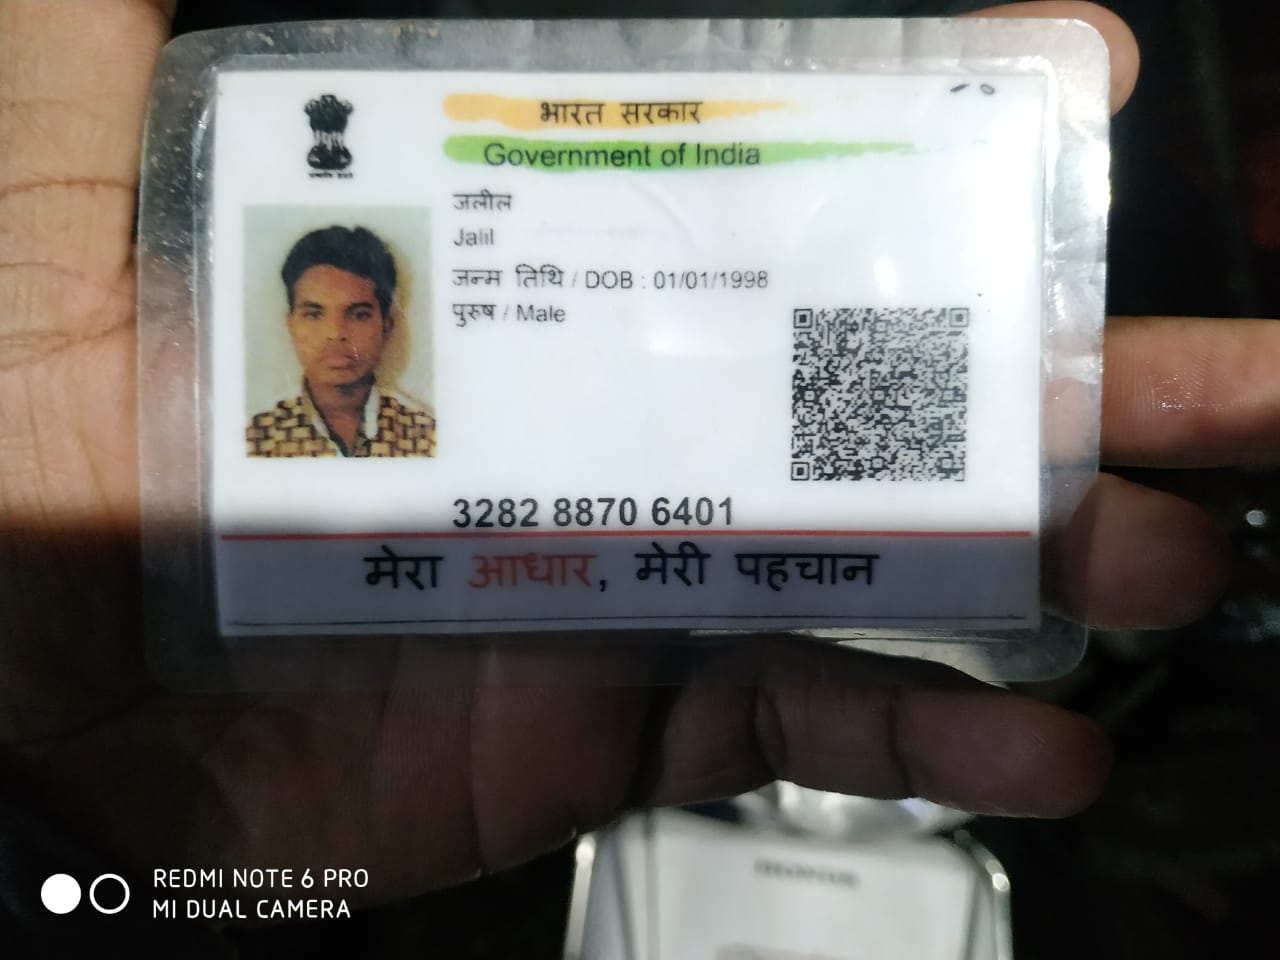 भारत सरकार
Government of India
जलील
Jalil
जन्म तिथि / DOB : 01/01/1998
पुरुष / Male
3282 8870 6401
मेरा आधार, मेरी पहचान
HONDA
REDMI NOTE 6 PRO
MI DUAL CAMERA